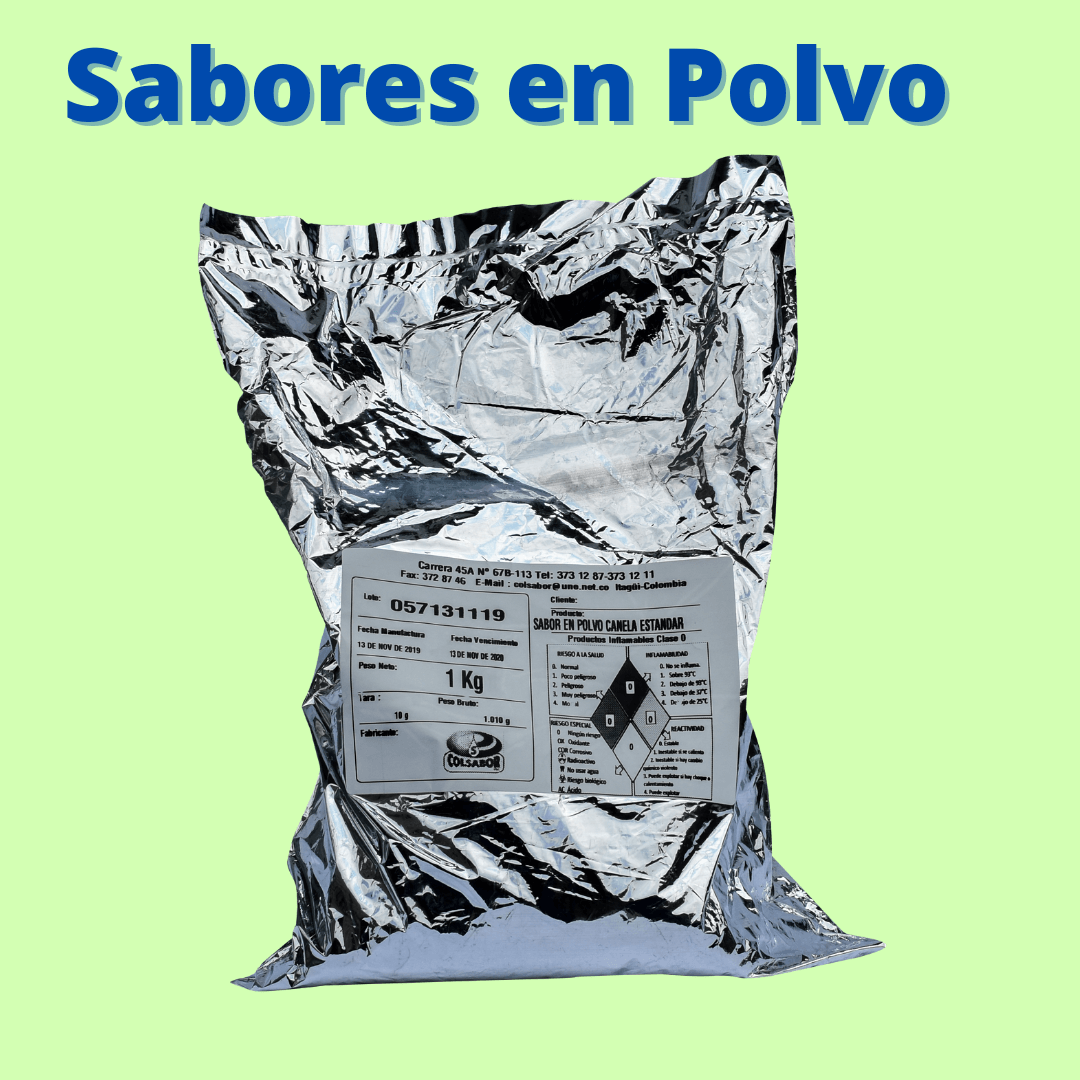 Sabores en Polvo
Carrera 45A Nº 67B-113 Tel: 373 12 87-373 12 11
Fax: 372 87 46 E-Mail : colsabor@une.net.co Itagüi-Colombia
Lote: 057131119
Fecha Manufactura
Fecha Vencimiento
13 DE NOV DE 2019
13 DE NOV DE 2020
Peso Neto:
1 Kg
Tara :
Peso Bruto:
10 g
1.010 g
Fabricante:
COLSABOR
Cliente:
Producto:
SABOR EN POLVO CANELA ESTANDAR
Productos Inflamables Clase 0
RIESGO A LA SALUD
0. Normal
1. Poco peligroso
2. Peligroso
3. Muy peligroso
4.
INFLAMABILIDAD
0. No se inflama.
1. Sobre 93°C
2. Debajo de 93°C
3. Debajo de 37°C
4. de 25°C
0
0
0
0
RIESGO ESPECIAL
0 Ningún riesgo
OX Oxidante
COR Corrosivo
Radioactivo
No usar agua
Riesgo biológico
AC Ácido
REACTIVIDAD
0. Estable
1. Inestable si se calienta
2. Inestable si hay cambio
químico violento
3. Puede explotar si hay choque o
calentamiento
4. Puede explotar